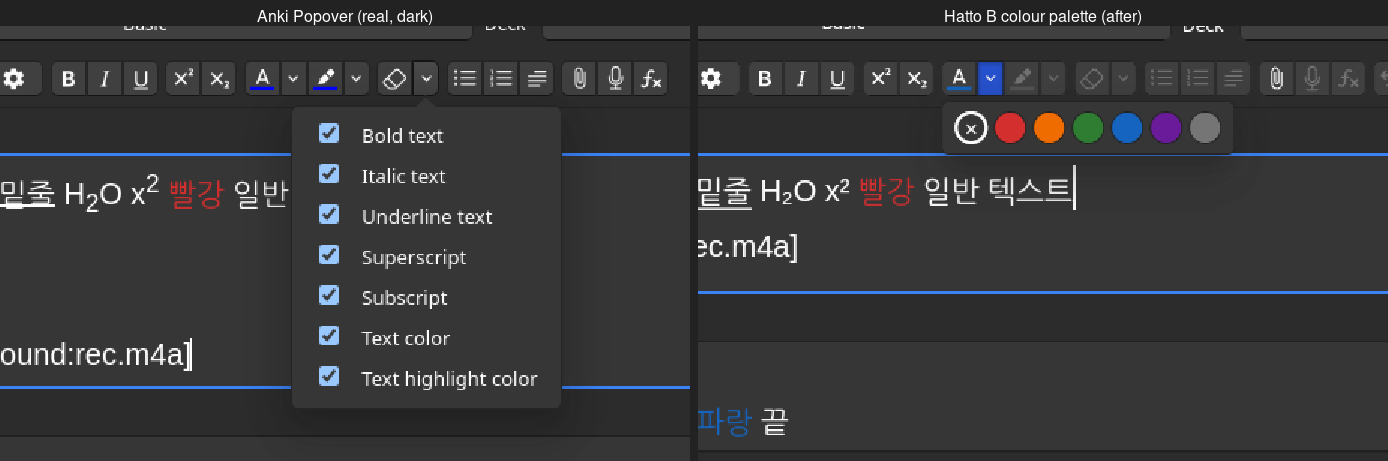 Anki Popover (real, dark)
Basic
Deck
B I U x² x₂ A fx
Bold text
Italic text
Underline text
Superscript
Subscript
Text color
Text highlight color
밑줄 H₂O x² 빨강 일반
ound:rec.m4a]
Hatto B colour palette (after)
Basic
Deck
B I U x² x₂ A fx
x
밑줄 H₂O x² 빨강 일반 텍스트
ec.m4a]
파랑 끝